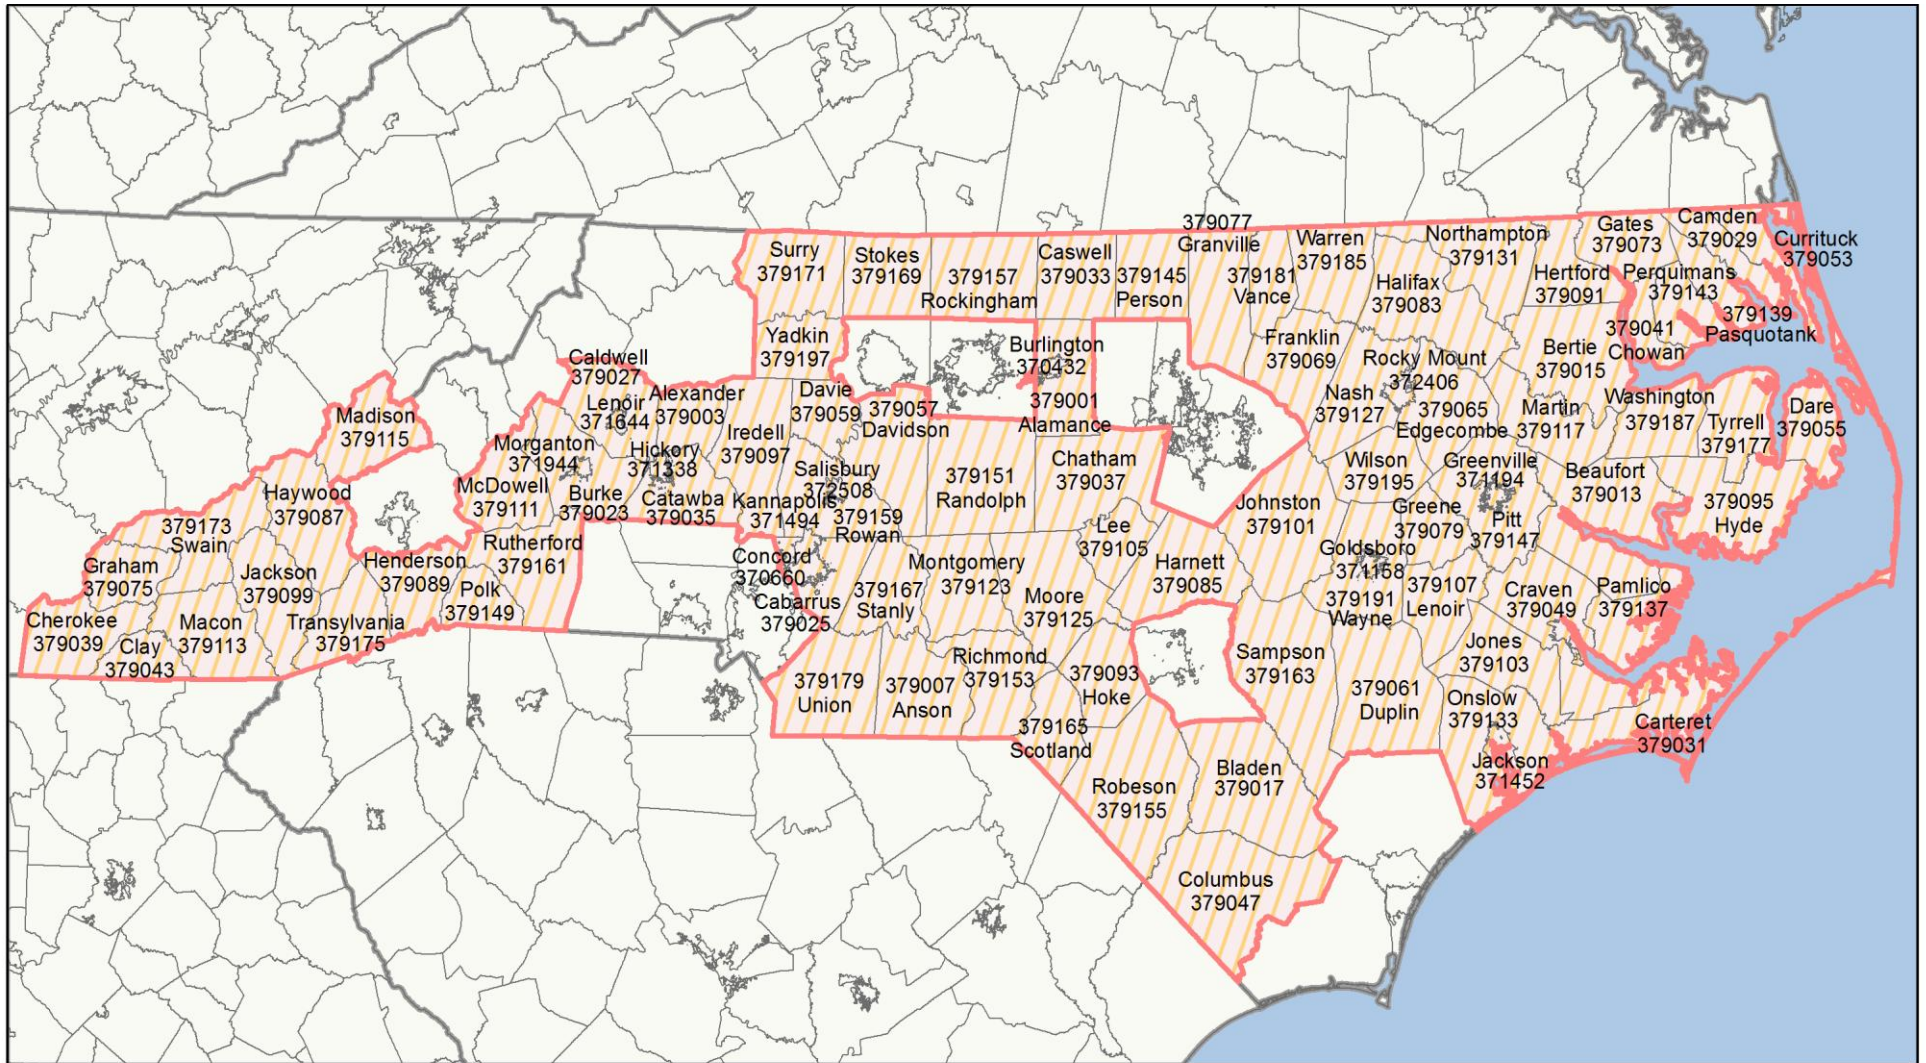 379077
Granville
Surry
379171
Stokes
379169
379157
Rockingham
Caswell
379033
379145
Person
379181
Vance
Warren
379185
Halifax
379083
Northampton
379131
Hertford
379091
Gates
379073
Camden
379029
Currituck
379053
Perquimans
379143
379139
Pasquotank
379041
Chowan
Yadkin
379197
Burlington
370432
379001
Alamance
Franklin
379069
Rocky Mount
372406
Nash
379127
379065
Edgecombe
Bertie
379015
Martin
379117
Washington
379187
Tyrrell
379177
Dare
379055
Caldwell
379027
Lenoir
371644
Alexander
379003
Davie
379059
379057
Davidson
Iredell
379097
Madison
379115
Morganton
371944
Hickory
371338
Haywood
379087
McDowell
379111
Burke
379023
Catawba
379035
Kannapolis
371494
Salisbury
372508
379159
Rowan
379151
Randolph
Chatham
379037
Lee
379105
Johnston
379101
Wilson
379195
Greenville
371194
Greene
379079
Pitt
379147
Beaufort
379013
379095
Hyde
379173
Swain
Graham
379075
Jackson
379099
Henderson
379089
Rutherford
379161
Polk
379149
Cherokee
379039
Clay
379043
Macon
379113
Transylvania
379175
Concord
370660
Cabarrus
379025
379167
Stanly
Montgomery
379123
Moore
379125
Harnett
379085
Goldsboro
371158
379191
Wayne
379107
Lenoir
Craven
379049
Pamlico
379137
Jones
379103
379179
Union
379007
Anson
Richmond
379153
379093
Hoke
379165
Scotland
Sampson
379163
379061
Duplin
Onslow
379133
Carteret
379031
Jackson
371452
Robeson
379155
Bladen
379017
Columbus
379047